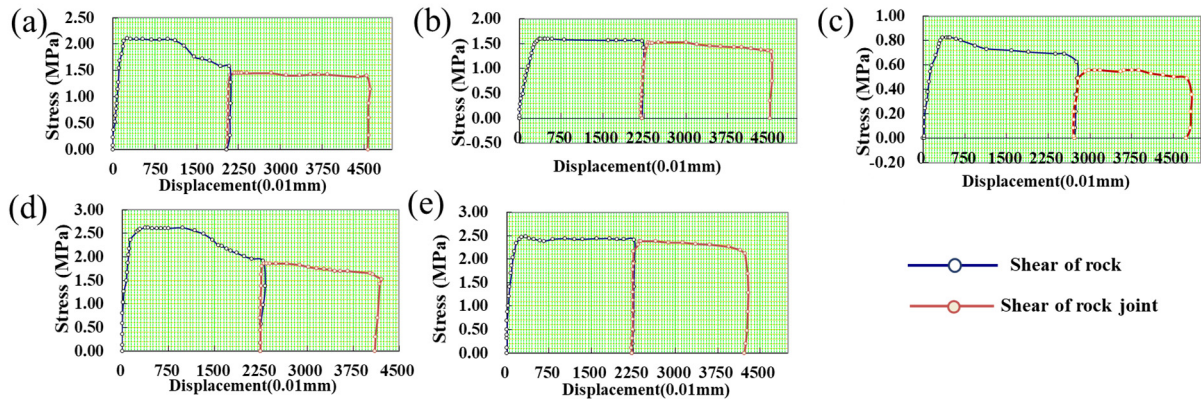 (a)
Stress (MPa)
2.50
2.00
1.50
1.00
0.50
0.00
0 750 1500 2250 3000 3750 4500
Displacement(0.01mm)
(b)
Stress (MPa)
2.00
1.50
1.00
0.50
0.00
-0.50
0 750 1500 2250 3000 3750 4500
Displacement(0.01mm)
(c)
Stress (MPa)
1.00
0.80
0.60
0.40
0.20
0.00
-0.20
0 750 1500 2250 3000 3750 4500
Displacement(0.01mm)
(d)
Stress (MPa)
3.00
2.50
2.00
1.50
1.00
0.50
0.00
0 750 1500 2250 3000 3750 4500
Displacement(0.01mm)
(e)
Stress (MPa)
3.00
2.50
2.00
1.50
1.00
0.50
0.00
0 750 1500 2250 3000 3750 4500
Displacement(0.01mm)
Shear of rock
Shear of rock joint